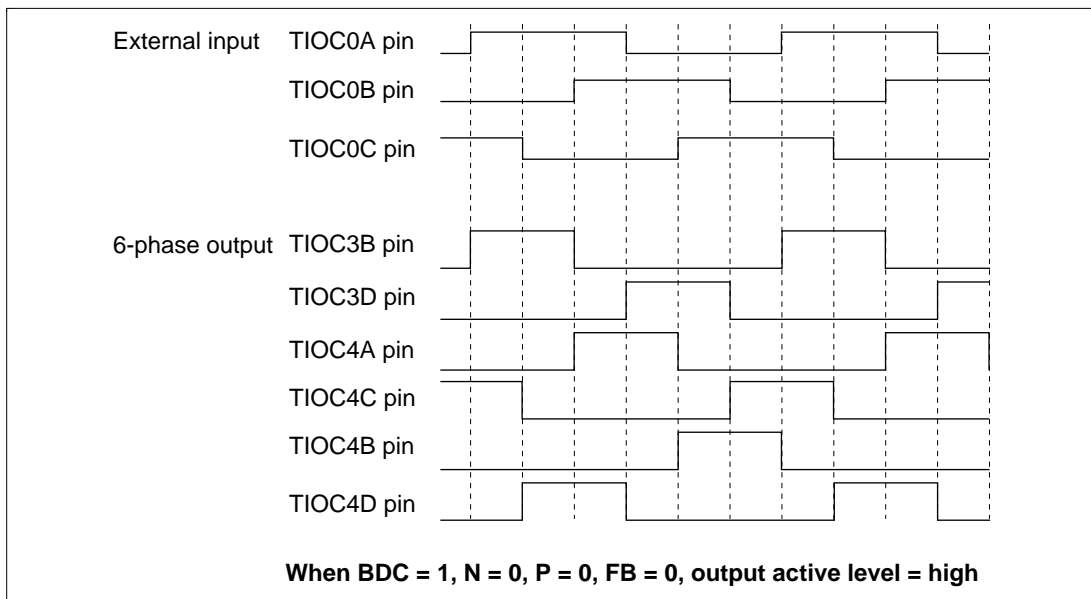 External input TIOC0A pin
TIOC0B pin
TIOC0C pin
6-phase output TIOC3B pin
TIOC3D pin
TIOC4A pin
TIOC4C pin
TIOC4B pin
TIOC4D pin
When BDC = 1, N = 0, P = 0, FB = 0, output active level = high